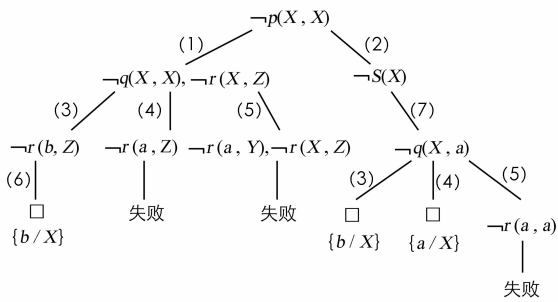 ¬p(X, X)
(1) (2)
¬q(X, X), ¬r(X, Z) ¬S(X)
(3) (4) (5) (7)
¬r(b, Z) ¬r(a, Z) ¬r(a, Y), ¬r(X, Z) ¬q(X, a)
(6) (3) (4) (5)
□ 失败 失败 □ □ ¬r(a, a)
{b/X} {b/X} {a/X}
失败